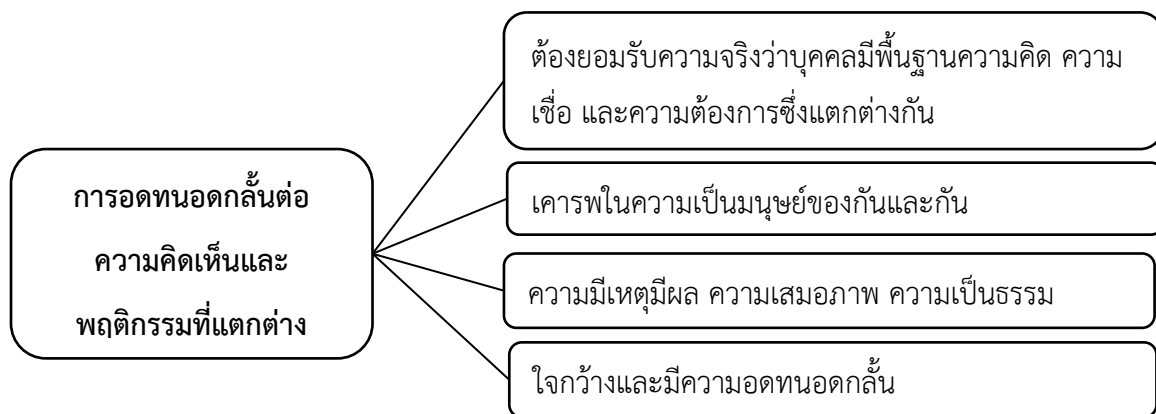 การอดทนอดกลั้นต่อ
ความคิดเห็นและ
พฤติกรรมที่แตกต่าง
ต้องยอมรับความจริงว่าบุคคลมีพื้นฐานความคิด ความ
เชื่อ และความต้องการซึ่งแตกต่างกัน
เคารพในความเป็นมนุษย์ของกันและกัน
ความมีเหตุมีผล ความเสมอภาพ ความเป็นธรรม
ใจกว้างและมีความอดทนอดกลั้น